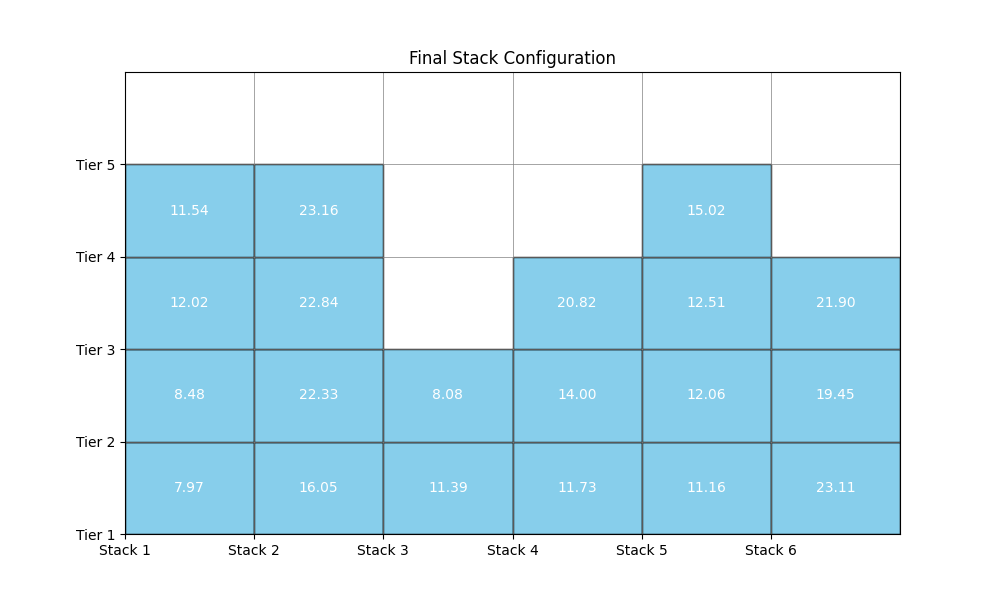 Final Stack Configuration
Tier 5
11.54 23.16 15.02
Tier 4
12.02 22.84 20.82 12.51 21.90
Tier 3
8.48 22.33 8.08 14.00 12.06 19.45
Tier 2
7.97 16.05 11.39 11.73 11.16 23.11
Tier 1
Stack 1 Stack 2 Stack 3 Stack 4 Stack 5 Stack 6